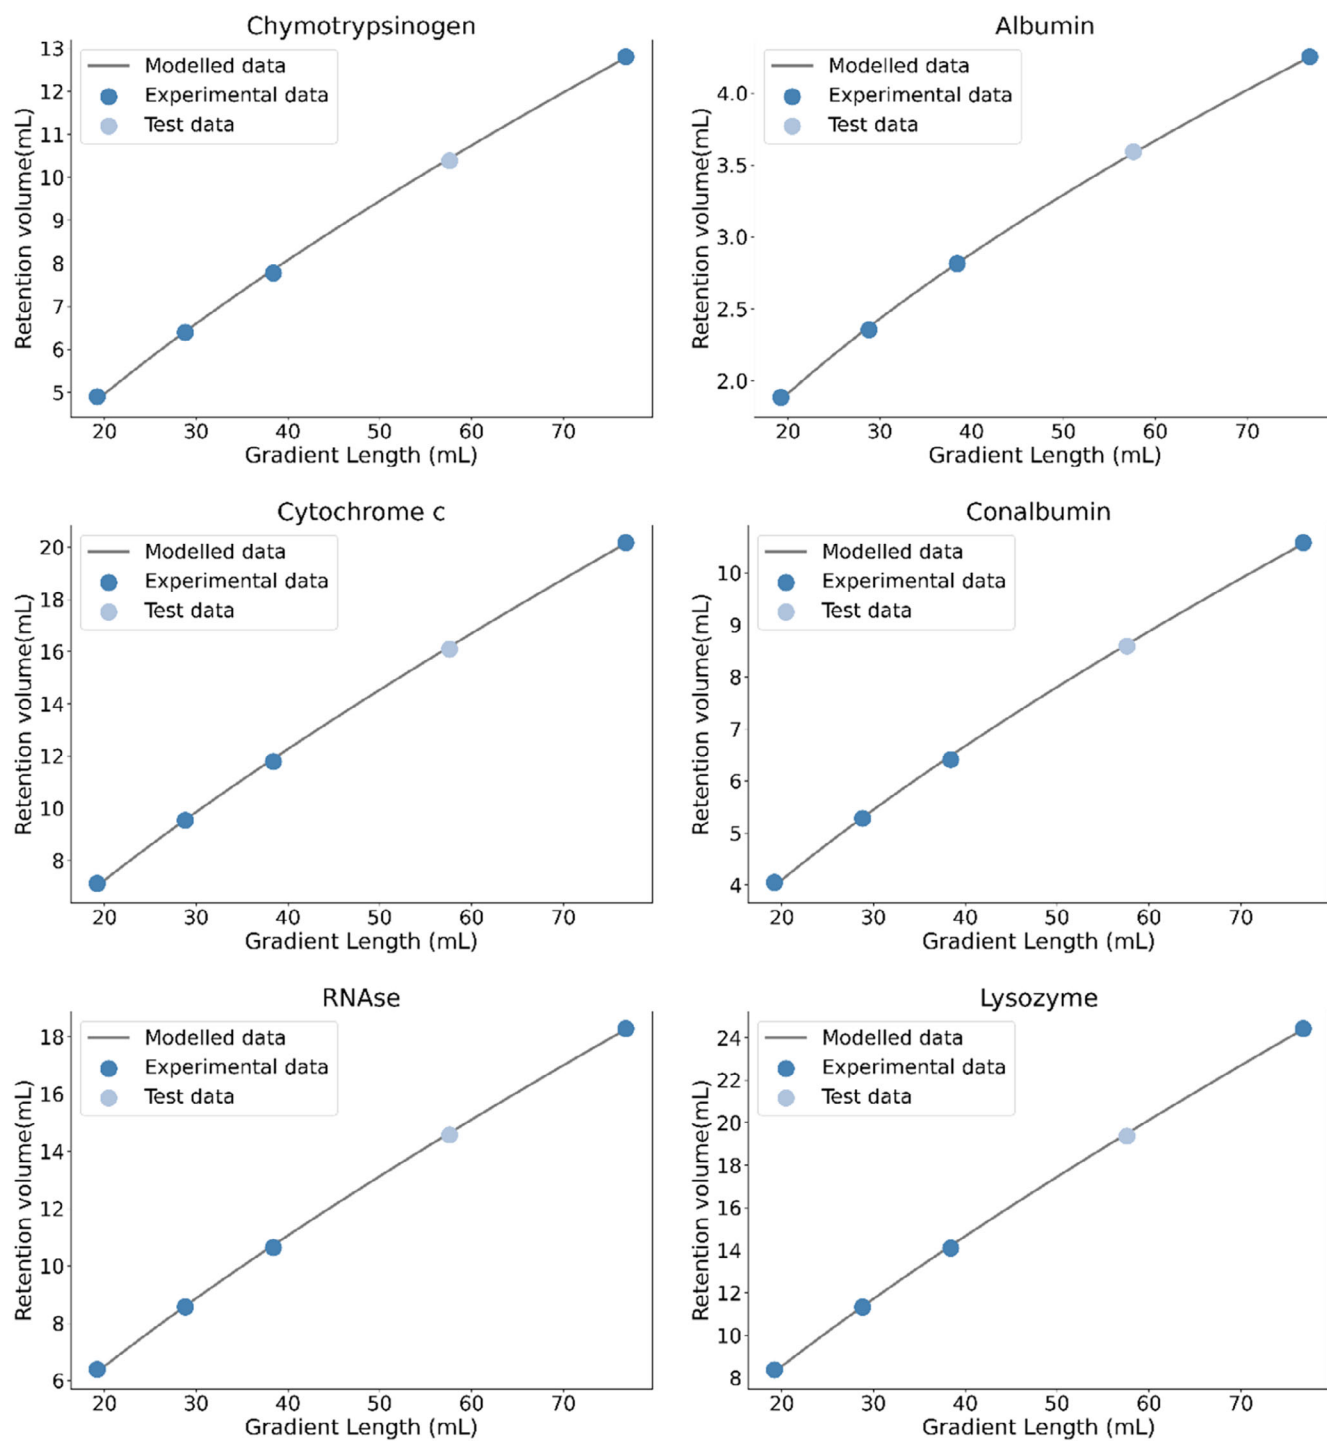 Chymotrypsinogen
Modelled data
Experimental data
Test data
Retention volume(mL)
13
12
11
10
9
8
7
6
5
20 30 40 50 60 70
Gradient Length (mL)
Albumin
Modelled data
Experimental data
Test data
Retention volume(mL)
4.0
3.5
3.0
2.5
2.0
20 30 40 50 60 70
Gradient Length (mL)
Cytochrome c
Modelled data
Experimental data
Test data
Retention volume(mL)
20
18
16
14
12
10
8
20 30 40 50 60 70
Gradient Length (mL)
Conalbumin
Modelled data
Experimental data
Test data
Retention volume(mL)
10
9
8
7
6
5
4
20 30 40 50 60 70
Gradient Length (mL)
RNAse
Modelled data
Experimental data
Test data
Retention volume(mL)
18
16
14
12
10
8
6
20 30 40 50 60 70
Gradient Length (mL)
Lysozyme
Modelled data
Experimental data
Test data
Retention volume(mL)
24
22
20
18
16
14
12
10
8
20 30 40 50 60 70
Gradient Length (mL)